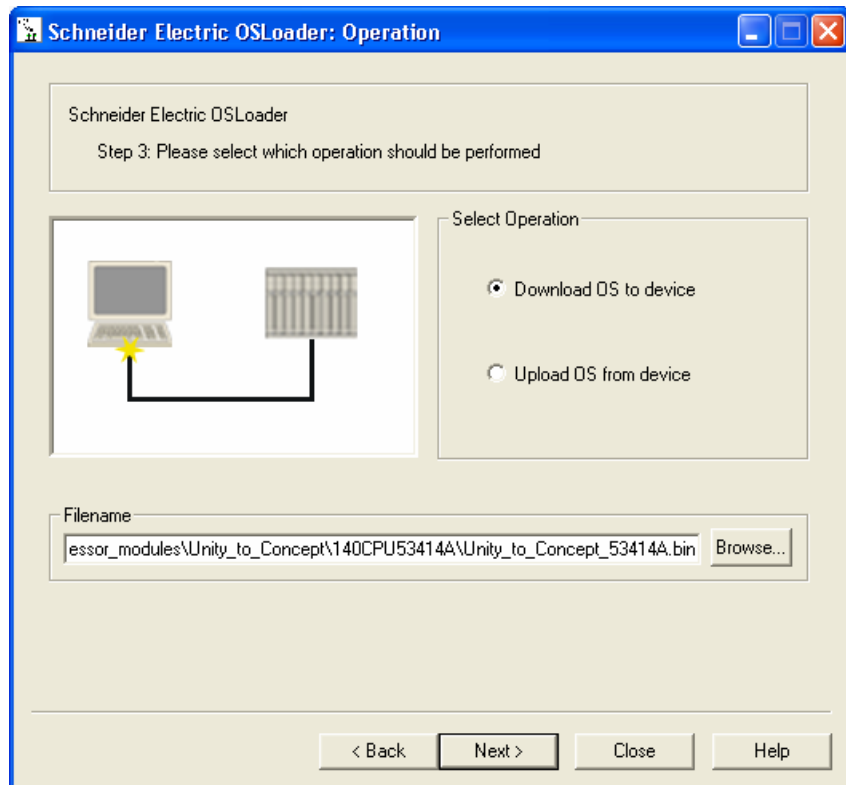 Schneider Electric OSLoader: Operation
Schneider Electric OSLoader
Step 3: Please select which operation should be performed
Select Operation
Download OS to device
Upload OS from device
Filename
essor_modules\Unity_to_Concept\140CPU53414A\Unity_to_Concept_53414A.bin
Browse...
< Back
Next >
Close
Help